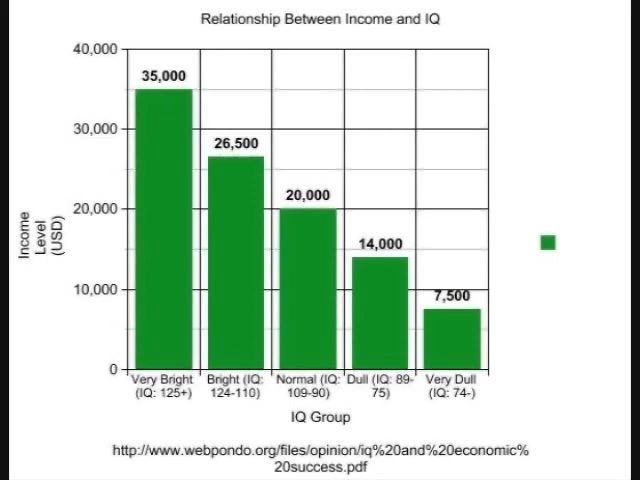 Relationship Between Income and IQ
40,000
35,000
30,000
26,500
20,000
20,000
14,000
10,000
7,500
0
Income
Level
(USD)
Very Bright
(IQ: 125+)
Bright (IQ:
124-110)
Normal (IQ:
109-90)
Dull (IQ: 89-
75)
Very Dull
(IQ: 74-)
IQ Group
http://www.webpondo.org/files/opinion/iq%20and%20economic%
20success.pdf